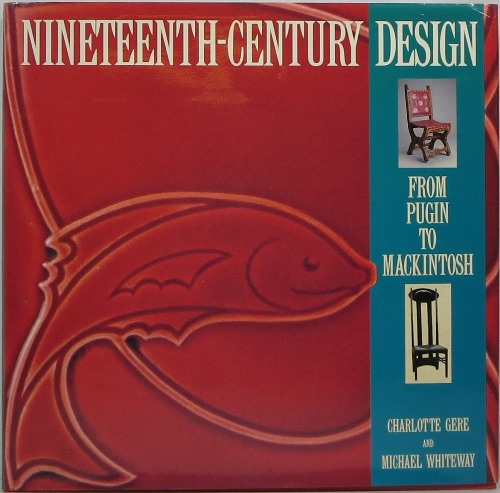 NINETEENTH-CENTURY DESIGN
FROM
PUGIN
TO
MACKINTOSH
CHARLOTTE GERE
AND
MICHAEL WHITEWAY